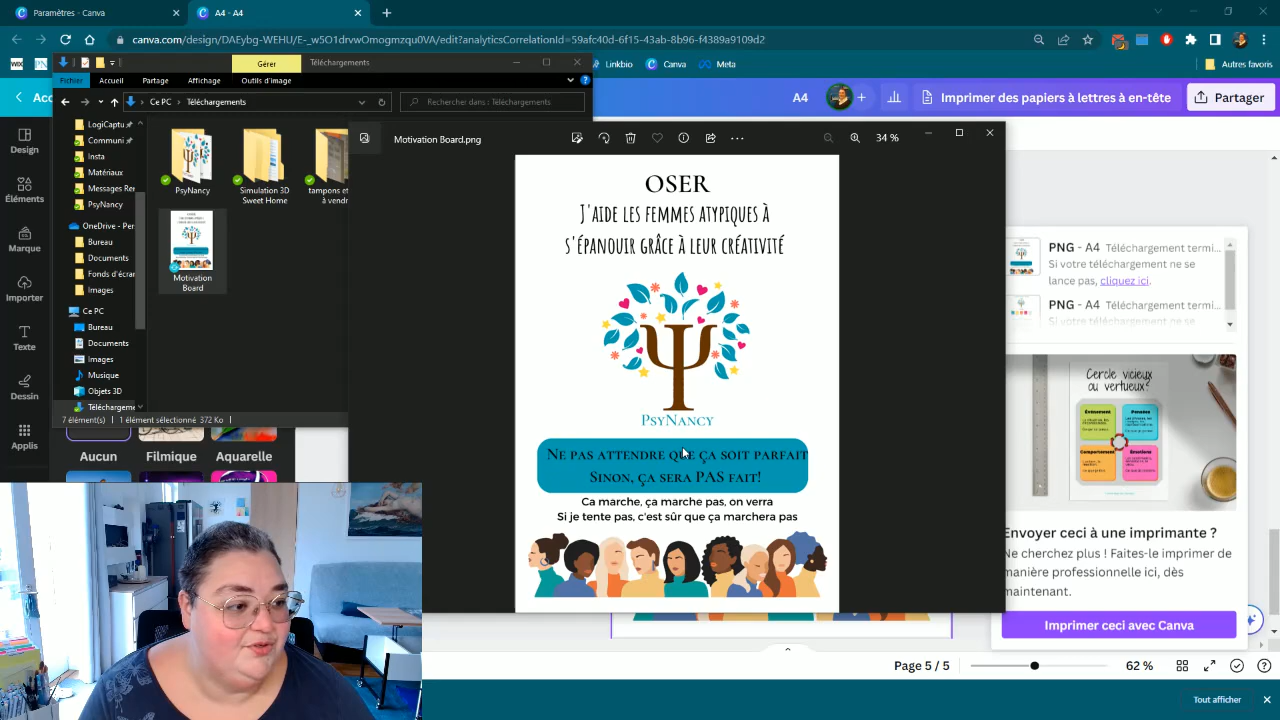 Paramètres - Canva
A4 - A4
canva.com/design/DAEybg-WEHU/E-_w5O1drvwOmogmzqu0VA/edit?analyticsCorrelationId=59afc40d-6f15-43ab-8b96-f4389a9109d2
WIX
Linkbio
Canva
Meta
Autres favoris
Gérer
Téléchargements
Fichier
Accueil
Partage
Affichage
Outils d'image
Ce PC > Téléchargements
Rechercher dans : Téléchargements
Acc
A4
Imprimer des papiers à lettres à en-tête
Partager
Design
Éléments
Marque
Importer
Texte
Dessin
Applis
LogiCaptu
Communi
Insta
Matériaux
Messages Re
PsyNancy
OneDrive - Per
Bureau
Documents
Fonds d'écran
Images
Ce PC
Bureau
Documents
Images
Musique
Objets 3D
Téléchargeme
PsyNancy
Simulation 3D
Sweet Home
tampons et
à vendr
Motivation
Board
7 élément(s)
1 élément sélectionné 372 Ko
Aucun
Filmique
Aquarelle
Motivation Board.png
34 %
OSER
J'aide les femmes atypiques à
s'épanouir grâce à leur créativité
PsyNancy
Ne pas attendre que ça soit parfait
Sinon, ça sera PAS fait!
Ca marche, ça marche pas, on verra
Si je tente pas, c'est sûr que ça marchera pas
PNG - A4 Téléchargement termi...
Si votre téléchargement ne se
lance pas, cliquez ici.
PNG - A4 Téléchargement termi...
Si votre téléchargement ne se
Cercle vicieux
ou vertueux?
Événement
Pensées
Comportement
Émotions
Envoyer ceci à une imprimante ?
Ne cherchez plus ! Faites-le imprimer de
manière professionnelle ici, dès
maintenant.
Imprimer ceci avec Canva
Page 5 / 5
62 %
Tout afficher